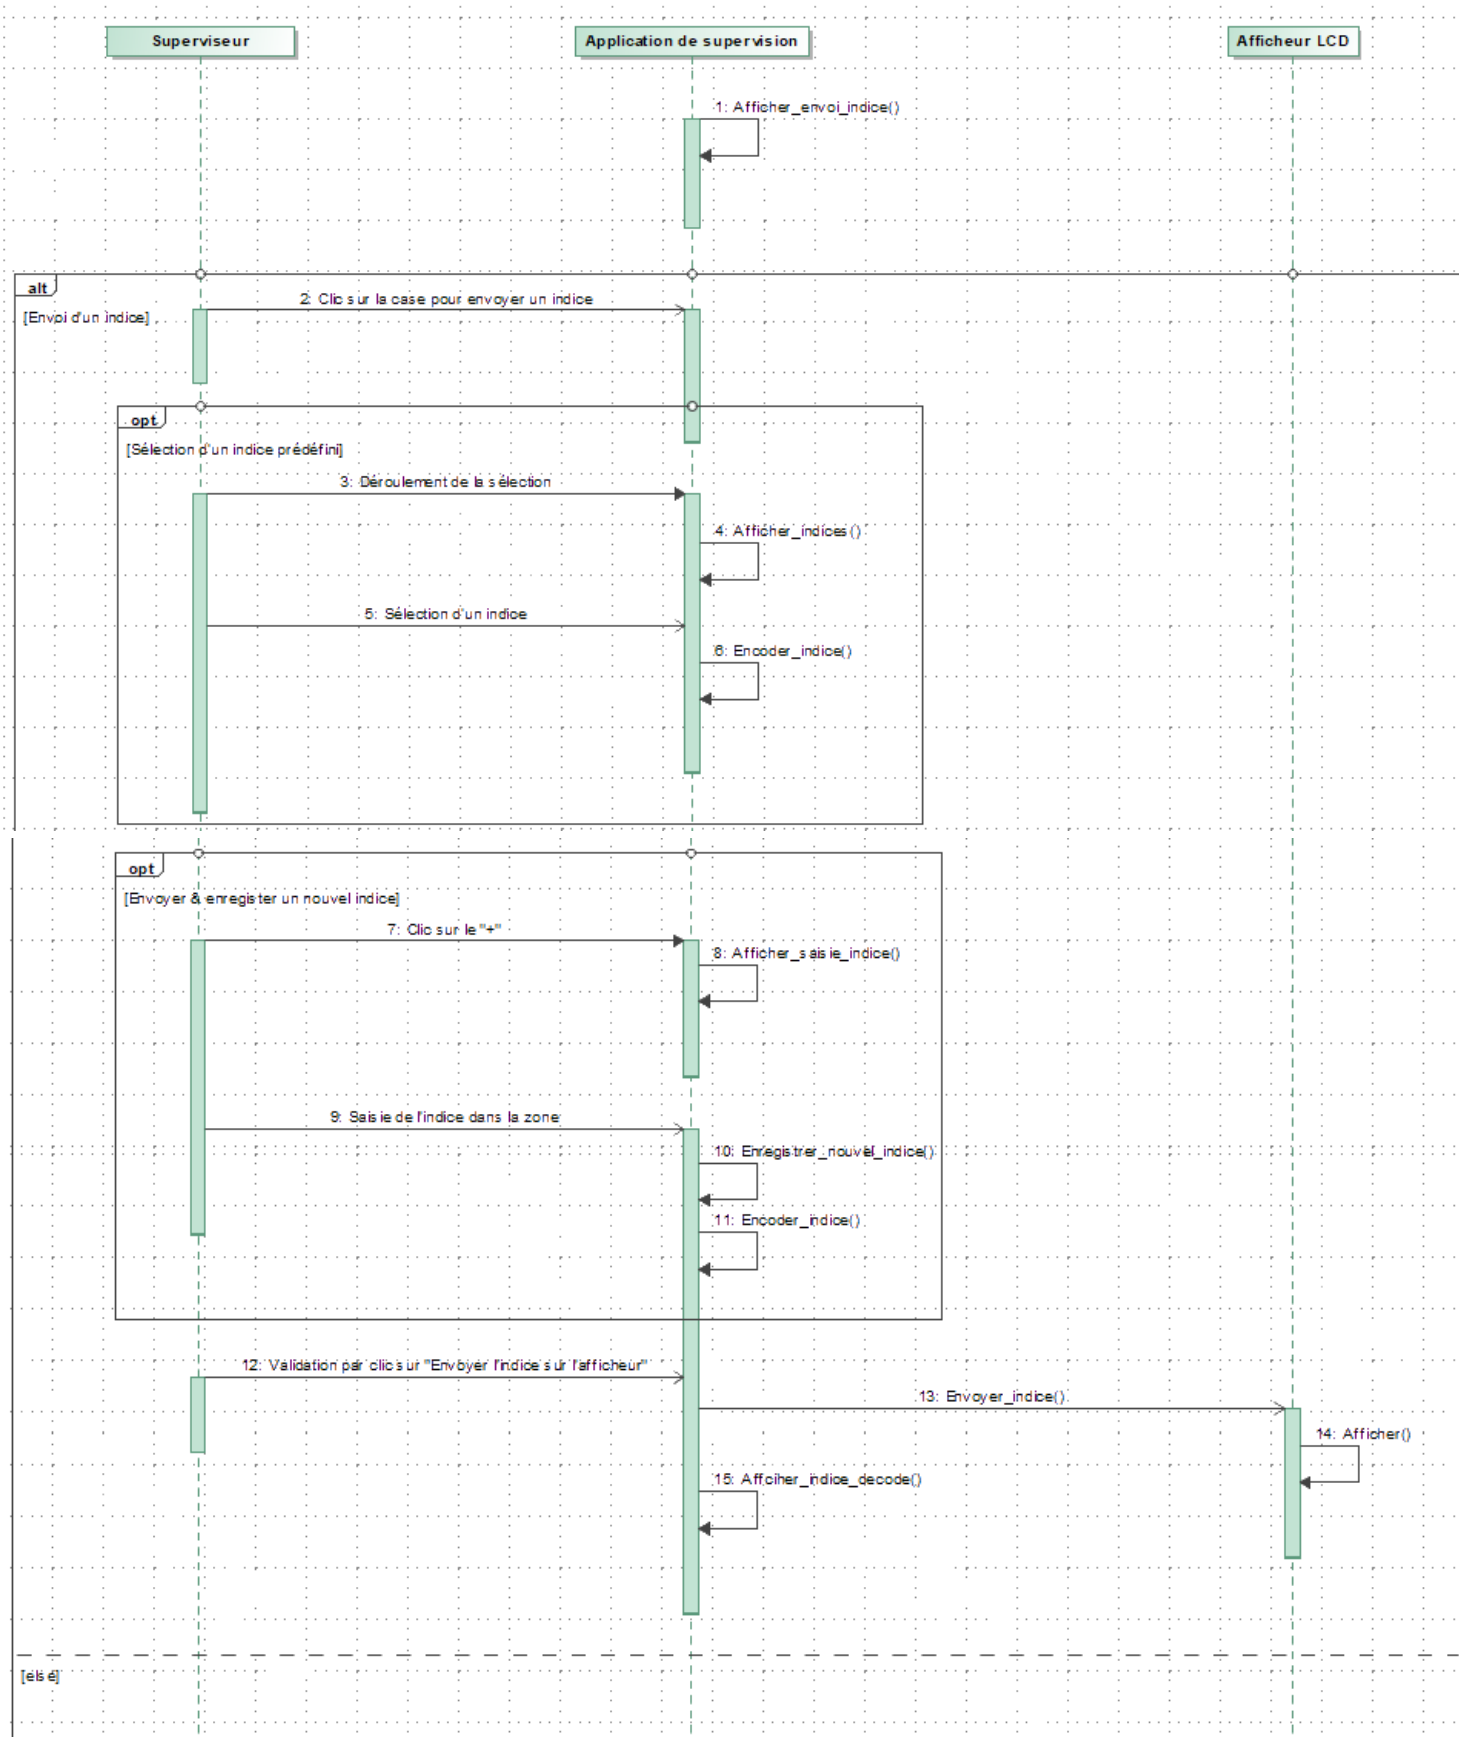 Superviseur
Application de supervision
Afficheur LCD
1: Afficher_envoi_indice()
alt
2: Clic sur la case pour envoyer un indice
[Envoi d'un indice]
opt
[Sélection d'un indice prédéfini]
3: Déroulement de la sélection
4: Afficher_indices()
5: Sélection d'un indice
6: Encoder_indice()
opt
[Envoyer & enregister un nouvel indice]
7: Clic sur le "+"
8: Afficher_saisie_indice()
9: Saisie de l'indice dans la zone
10: Enregistrer_nouvel_indice()
11: Encoder_indice()
12: Validation par clic sur "Envoyer l'indice sur l'afficheur"
13: Envoyer_indice()
14: Afficher()
15: Affciher_indice_decode()
[else]